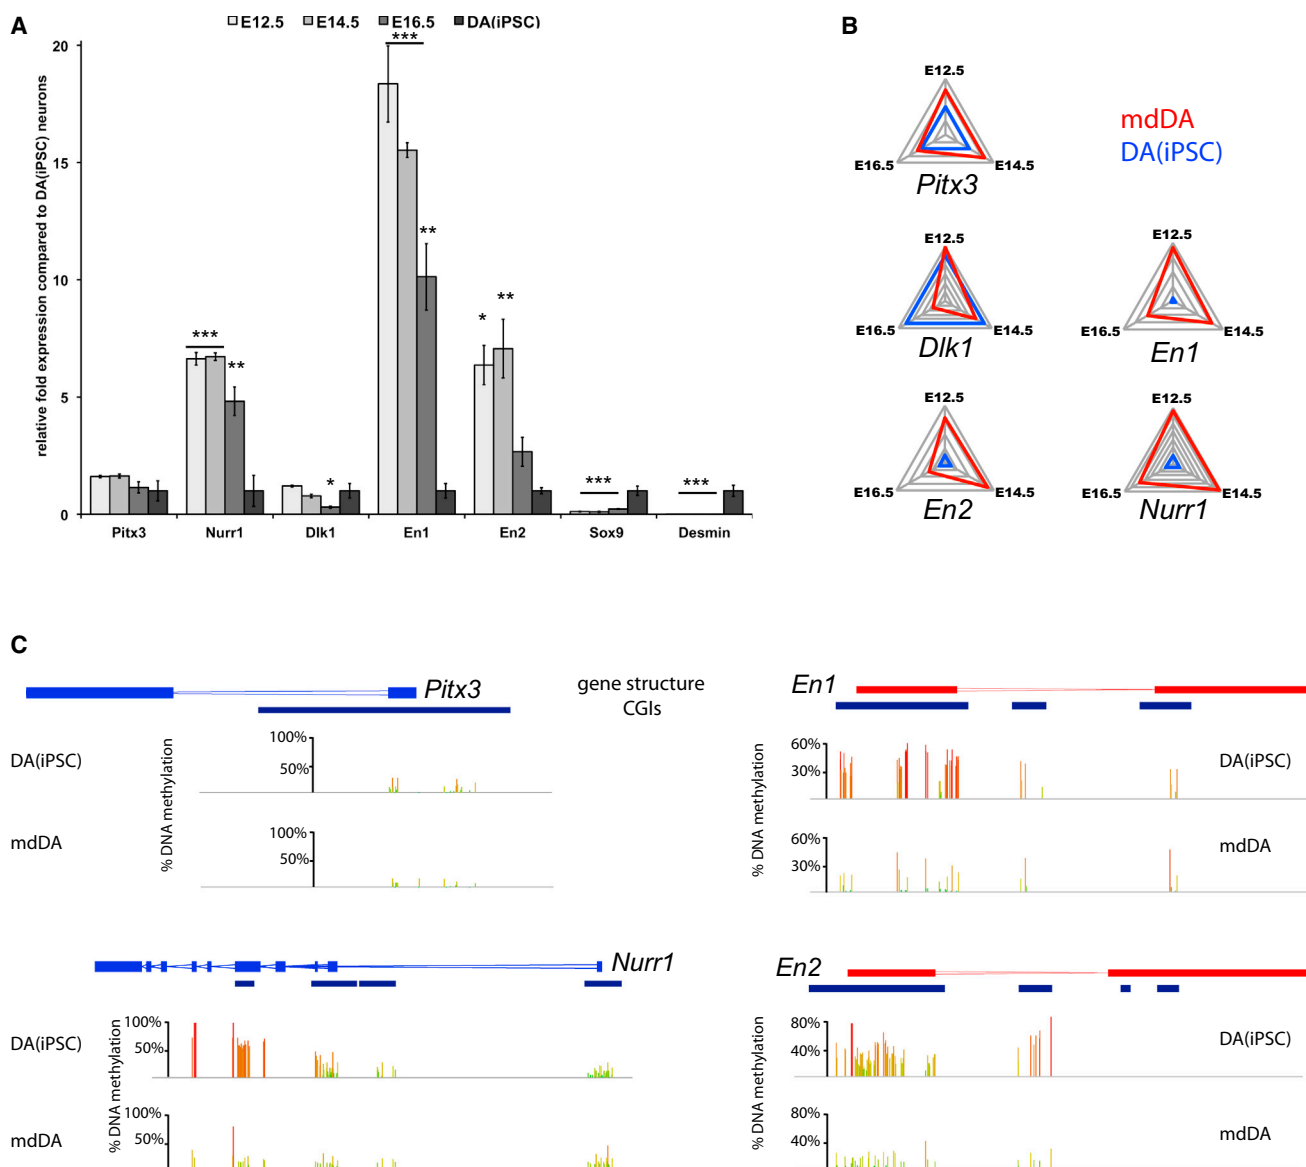 A
E12.5 E14.5 E16.5 DA(iPSC)
relative fold expression compared to DA(iPSC) neurons
20
15
10
5
0
***
**
*
***
**
*
**
***
***
Pitx3 Nurr1 Dlk1 En1 En2 Sox9 Desmin
B
mdDA
DA(iPSC)
E12.5
E16.5 E14.5
Pitx3
E12.5
E16.5 E14.5
Dlk1
E12.5
E16.5 E14.5
En1
E12.5
E16.5 E14.5
En2
E12.5
E16.5 E14.5
Nurr1
C
Pitx3
gene structure
CGIs
DA(iPSC)
% DNA methylation
100%
50%
mdDA
100%
50%
En1
% DNA methylation
60%
30%
DA(iPSC)
60%
30%
mdDA
Nurr1
DA(iPSC)
% DNA methylation
100%
50%
mdDA
100%
50%
En2
% DNA methylation
80%
40%
DA(iPSC)
80%
40%
mdDA